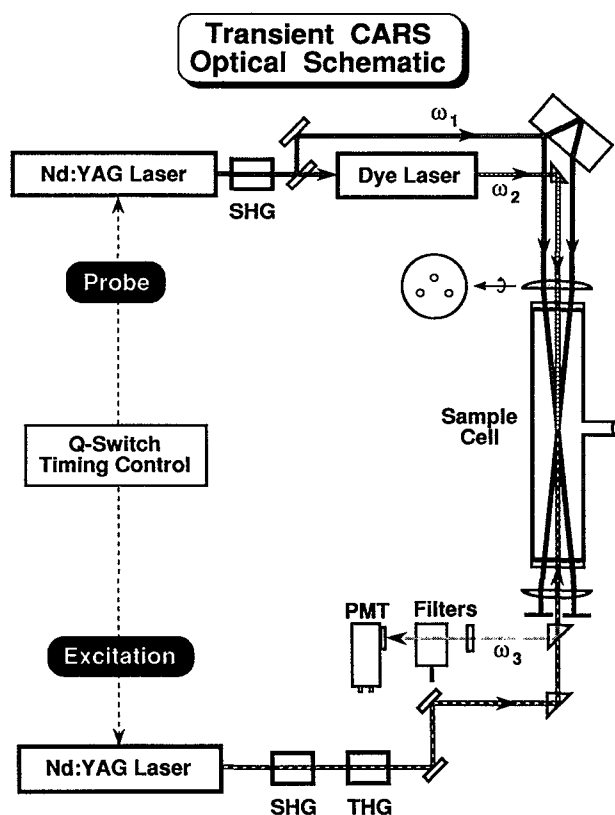 Transient CARS
Optical Schematic
ω1
Nd:YAG Laser
SHG
Dye Laser
ω2
Probe
Sample
Cell
Q-Switch
Timing Control
PMT
Filters
ω3
Excitation
Nd:YAG Laser
SHG
THG